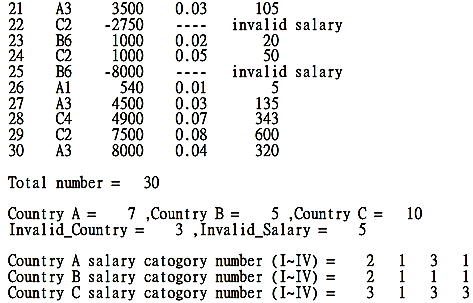 21 A3 3500 0.03 105
22 C2 -2750 ---- invalid salary
23 B6 1000 0.02 20
24 C2 1000 0.05 50
25 B6 -8000 ---- invalid salary
26 A1 540 0.01 5
27 A3 4500 0.03 135
28 C4 4900 0.07 343
29 C2 7500 0.08 600
30 A3 8000 0.04 320
Total number = 30
Country A = 7 ,Country B = 5 ,Country C = 10
Invalid_Country = 3 ,Invalid_Salary = 5
Country A salary catogory number (I~IV) = 2 1 3 1
Country B salary catogory number (I~IV) = 2 1 1 1
Country C salary catogory number (I~IV) = 3 1 3 3